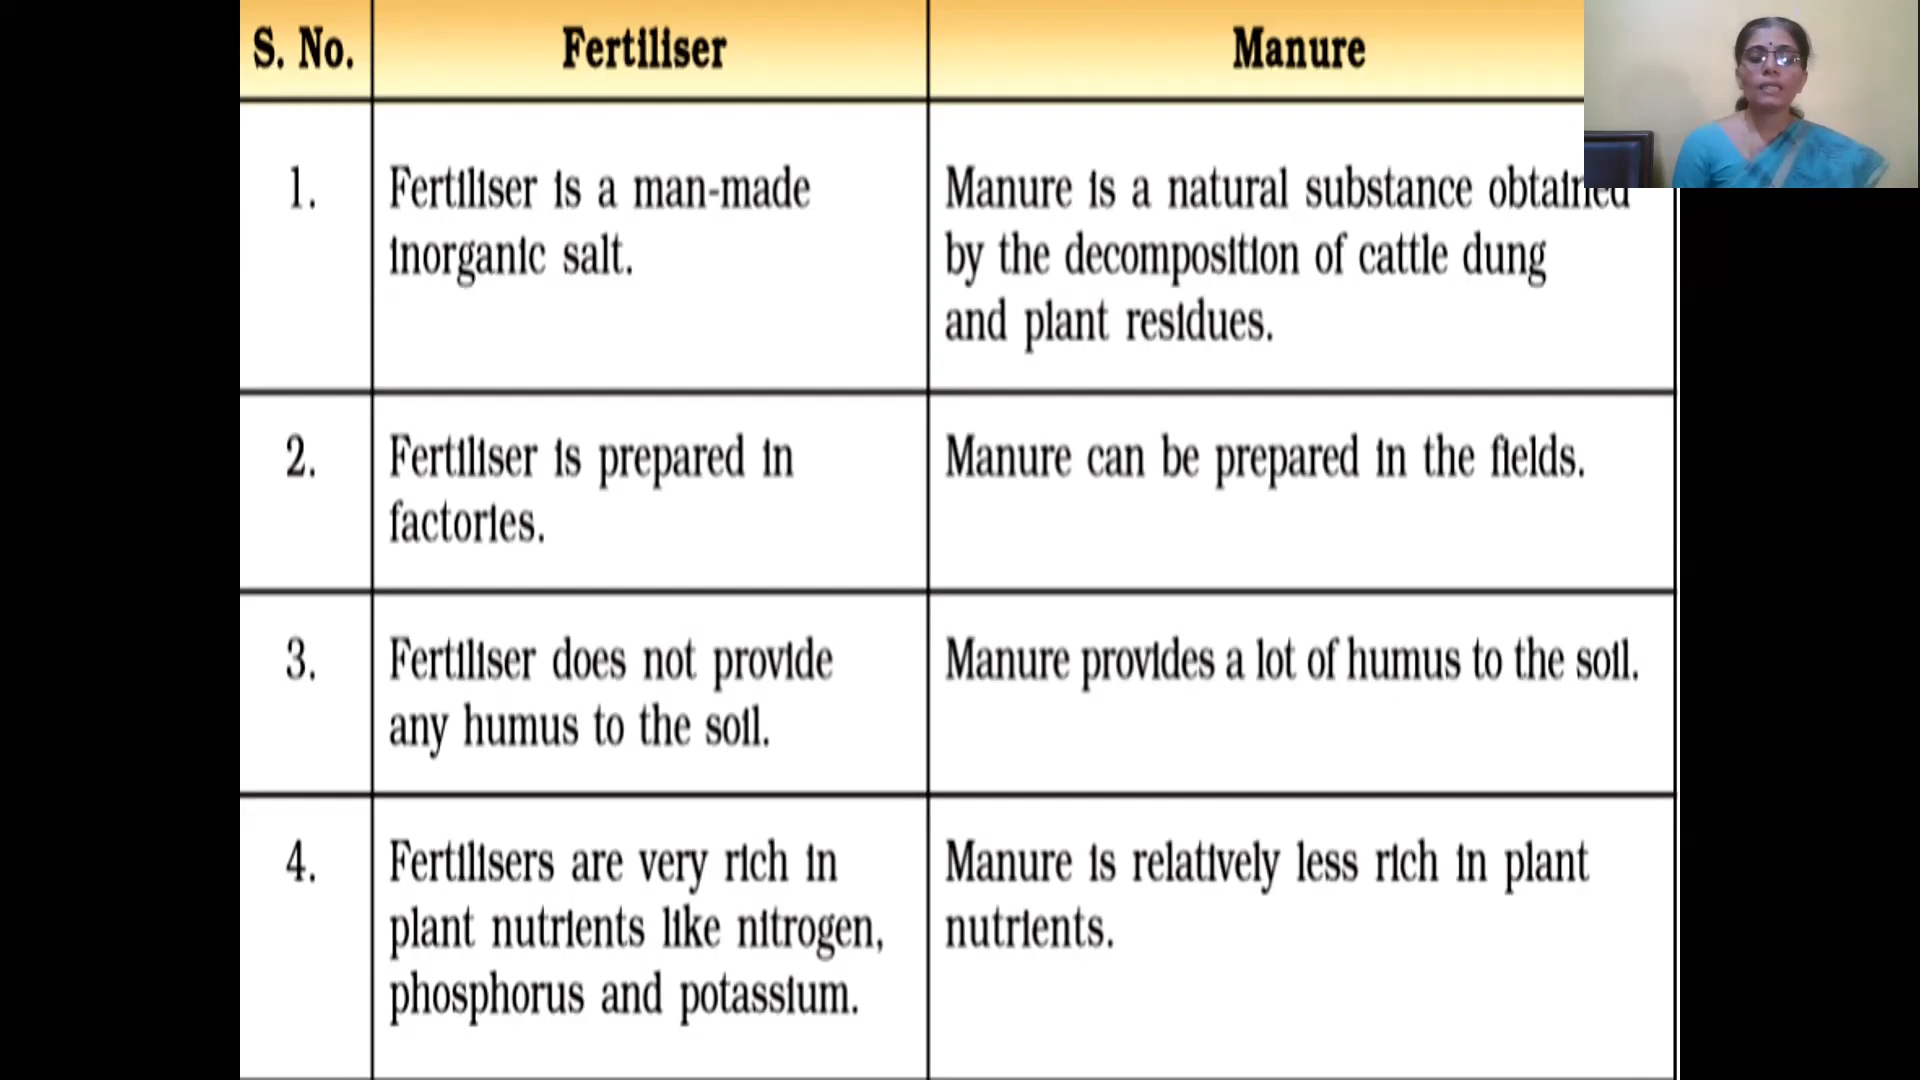 S. No. Fertiliser Manure
1. Fertiliser is a man-made Manure is a natural substance obtained
inorganic salt. by the decomposition of cattle dung
and plant residues.
2. Fertiliser is prepared in Manure can be prepared in the fields.
factories.
3. Fertiliser does not provide Manure provides a lot of humus to the soil.
any humus to the soil.
4. Fertilisers are very rich in Manure is relatively less rich in plant
plant nutrients like nitrogen, nutrients.
phosphorus and potassium.